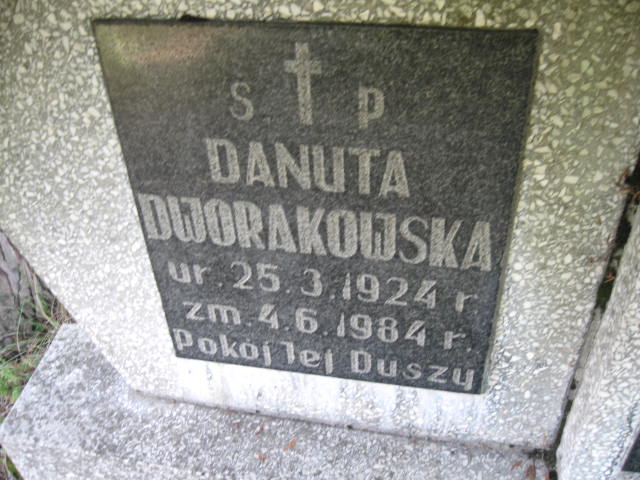 Ś P
DANUTA
DWORAKOWSKA
ur. 25.3.1924 r.
zm. 4.6.1984 r.
Pokój Jej Duszy